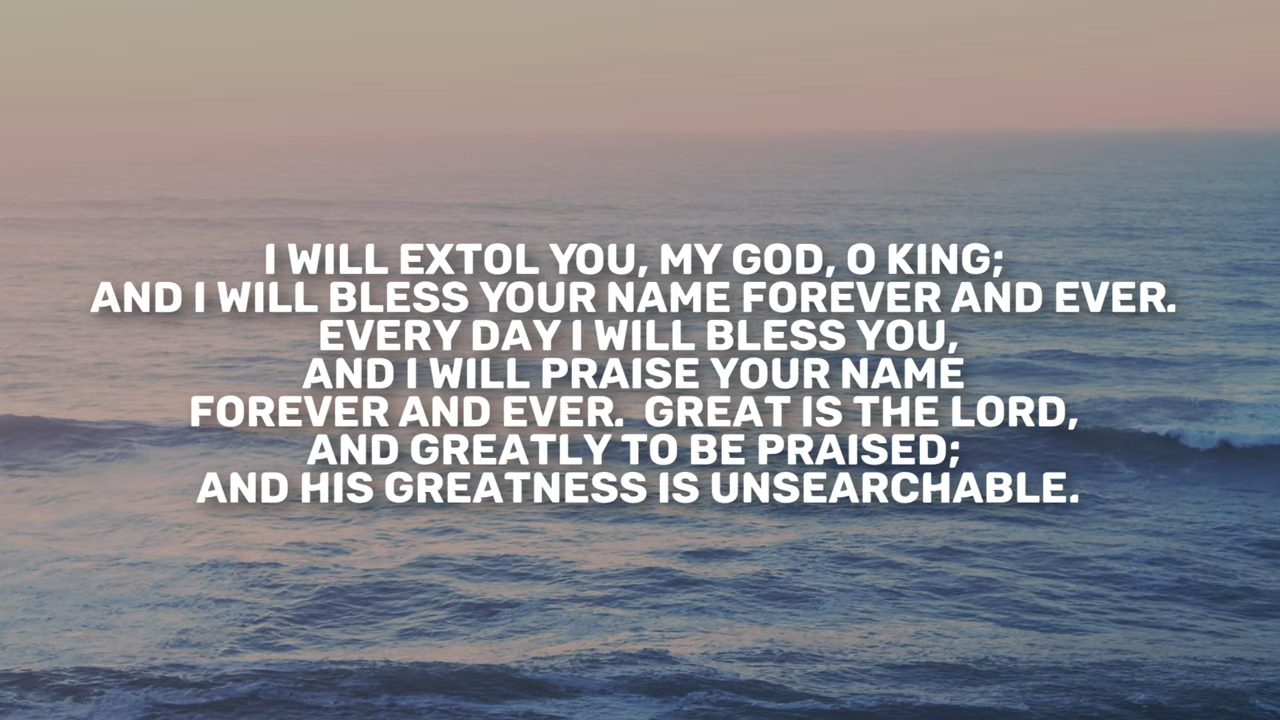 I WILL EXTOL YOU, MY GOD, O KING;
AND I WILL BLESS YOUR NAME FOREVER AND EVER.
EVERY DAY I WILL BLESS YOU,
AND I WILL PRAISE YOUR NAME
FOREVER AND EVER.  GREAT IS THE LORD,
AND GREATLY TO BE PRAISED;
AND HIS GREATNESS IS UNSEARCHABLE.